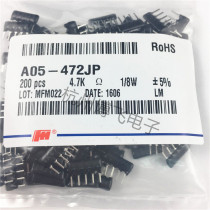 RoHS
A05-472JP
200 pcs 4.7K Ω 1/8W ±5%
LOT: MFM022 DATE: 1606 LM